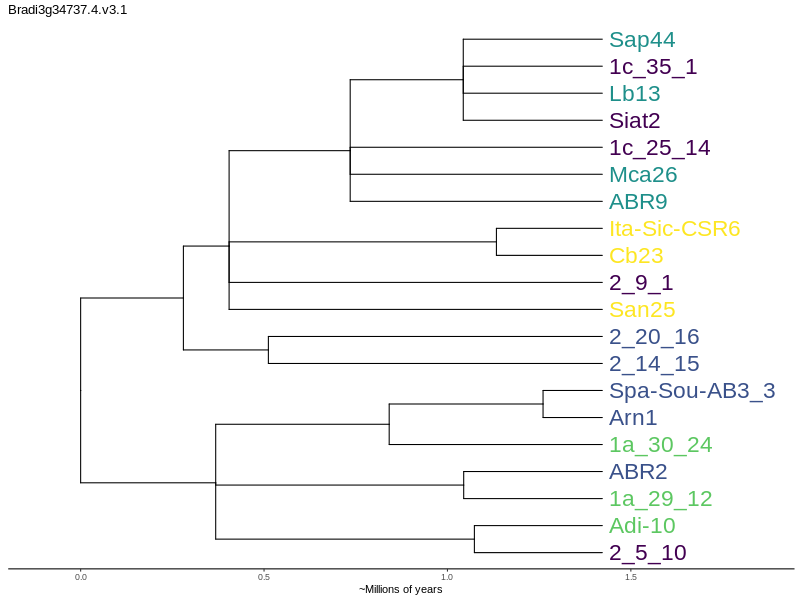 Bradi3g34737.4.v3.1
Sap44
1c_35_1
Lb13
Siat2
1c_25_14
Mca26
ABR9
Ita-Sic-CSR6
Cb23
2_9_1
San25
2_20_16
2_14_15
Spa-Sou-AB3_3
Arn1
1a_30_24
ABR2
1a_29_12
Adi-10
2_5_10
0.0 0.5 1.0 1.5
~Millions of years